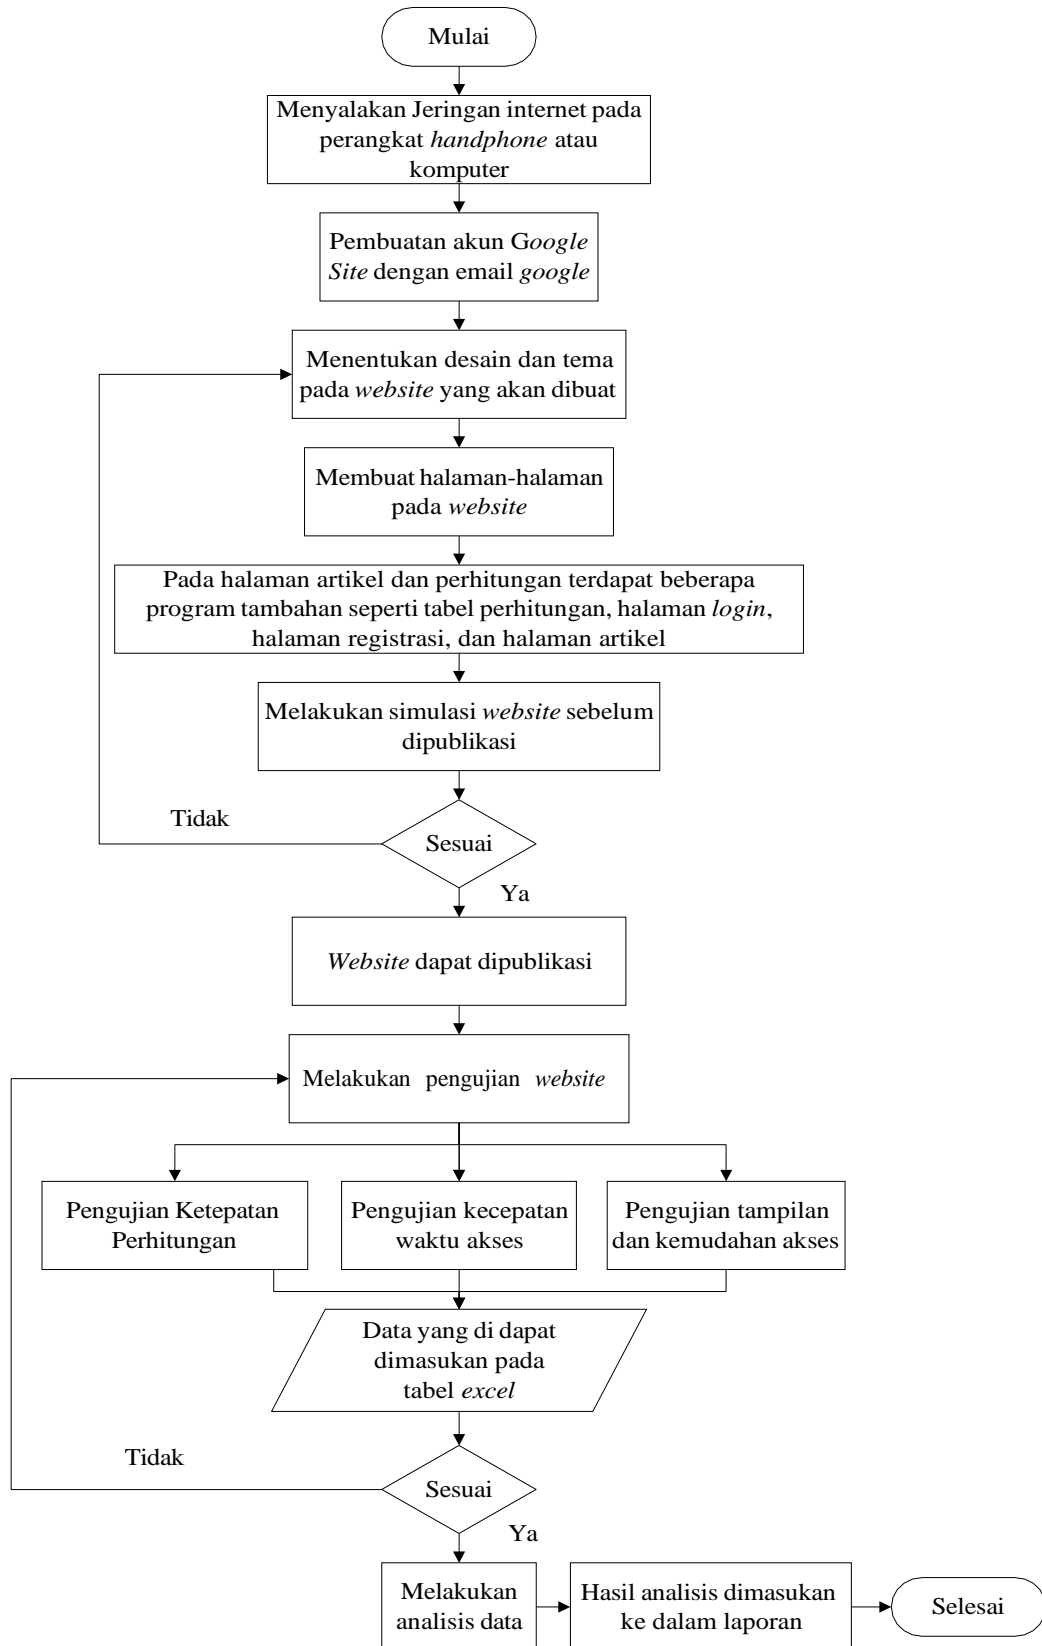 Mulai
Menyalakan Jeringan internet pada
perangkat handphone atau
komputer
Pembuatan akun Google
Site dengan email google
Menentukan desain dan tema
pada website yang akan dibuat
Membuat halaman-halaman
pada website
Pada halaman artikel dan perhitungan terdapat beberapa
program tambahan seperti tabel perhitungan, halaman login,
halaman registrasi, dan halaman artikel
Melakukan simulasi website sebelum
dipublikasi
Tidak
Sesuai
Ya
Website dapat dipublikasi
Melakukan pengujian website
Pengujian Ketepatan
Perhitungan
Pengujian kecepatan
waktu akses
Pengujian tampilan
dan kemudahan akses
Data yang di dapat
dimasukan pada
tabel excel
Tidak
Sesuai
Ya
Melakukan
analisis data
Hasil analisis dimasukan
ke dalam laporan
Selesai